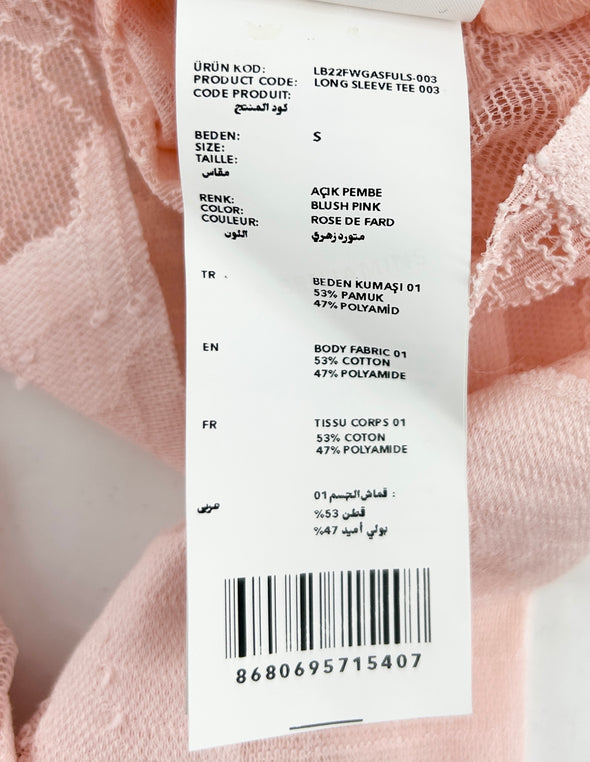 ÜRÜN KOD: LB22FWGASFULS-003
PRODUCT CODE: LONG SLEEVE TEE 003
CODE PRODUIT:
كود المنتج
BEDEN: S
SIZE:
TAILLE:
مقاس
RENK: AÇIK PEMBE
COLOR: BLUSH PINK
COULEUR: ROSE DE FARD
اللون متورد زهري
TR BEDEN KUMAŞI 01
53% PAMUK
47% POLYAMİD
EN BODY FABRIC 01
53% COTTON
47% POLYAMIDE
FR TISSU CORPS 01
53% COTON
47% POLYAMIDE
عربي : قماش الجسم 01
قطن 53%
بولي أميد 47%
8680695715407